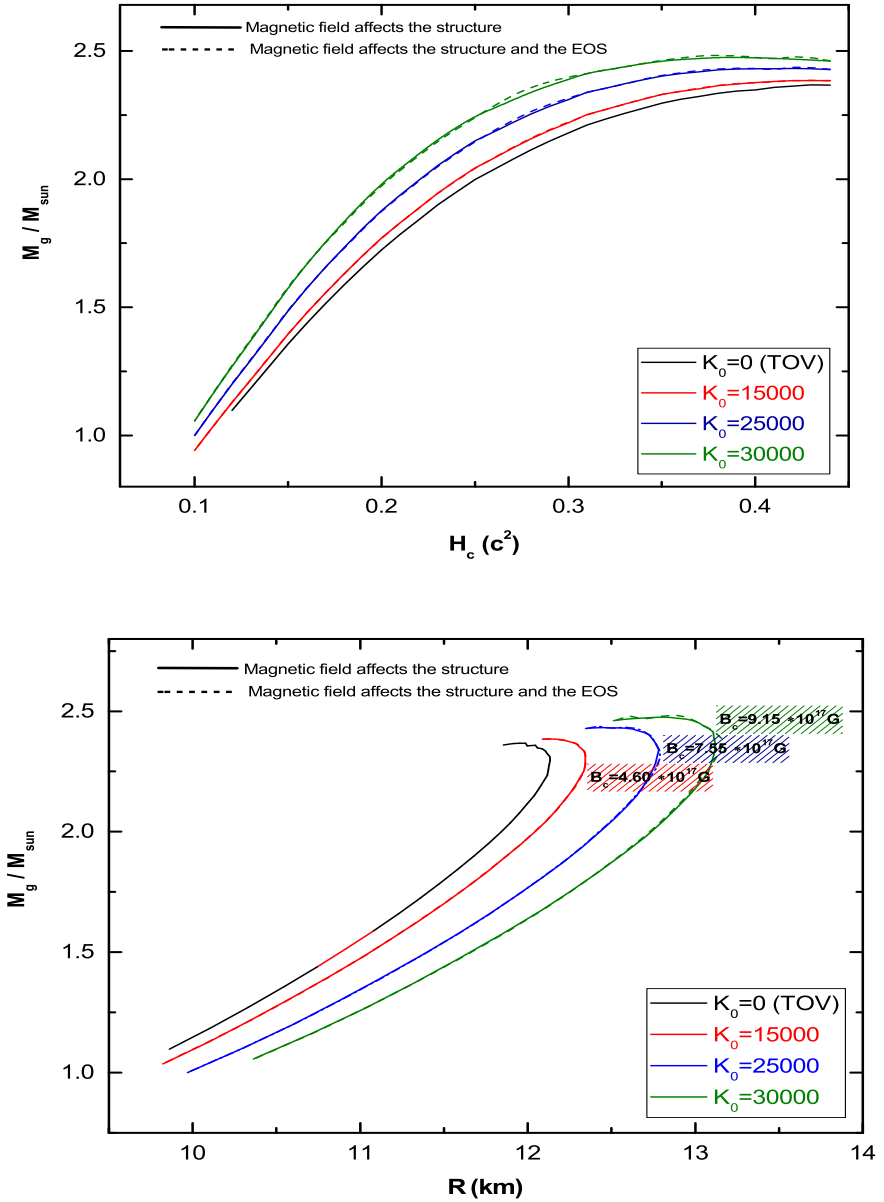 Magnetic field affects the structure
Magnetic field affects the structure and the EOS
2.5
2.0
1.5
1.0
M_g / M_sun
K_0=0 (TOV)
K_0=15000
K_0=25000
K_0=30000
0.1 0.2 0.3 0.4
H_c (c^2)
Magnetic field affects the structure
Magnetic field affects the structure and the EOS
2.5
2.0
1.5
1.0
M_g / M_sun
B_c=9.15 *10^17G
B_c=7.55 *10^17G
B_c=4.60 *10^17G
K_0=0 (TOV)
K_0=15000
K_0=25000
K_0=30000
10 11 12 13 14
R (km)